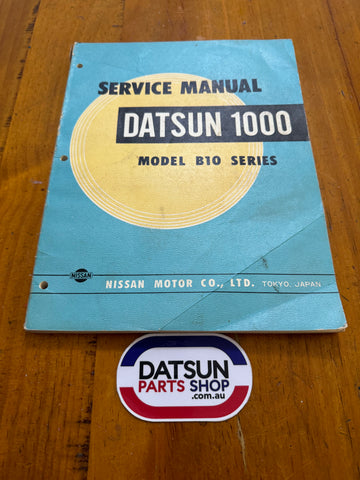 SERVICE MANUAL
DATSUN 1000
MODEL B10 SERIES
NISSAN
NISSAN MOTOR CO., LTD. TOKYO, JAPAN
DATSUN
PARTS SHOP
.com.au